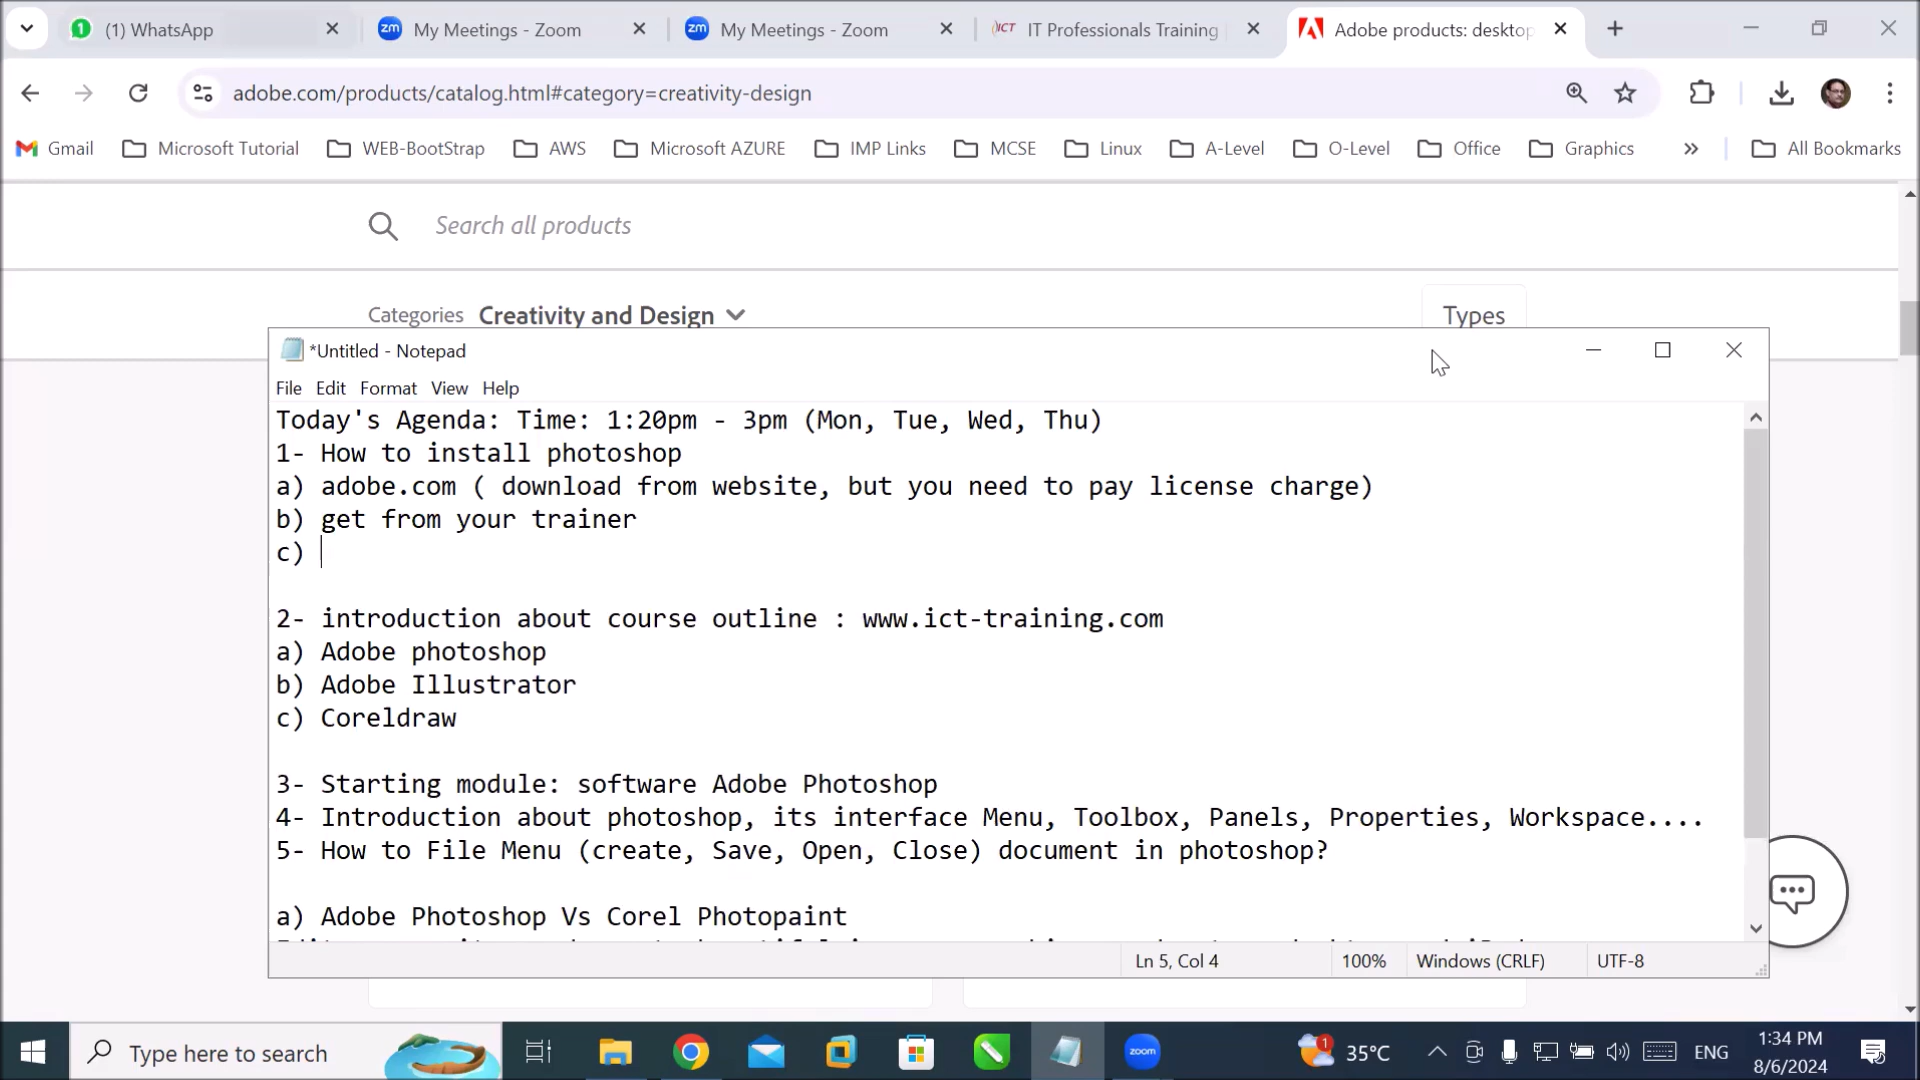 (1) WhatsApp
My Meetings - Zoom
My Meetings - Zoom
IT Professionals Training
Adobe products: desktop
adobe.com/products/catalog.html#category=creativity-design
Gmail
Microsoft Tutorial
WEB-BootStrap
AWS
Microsoft AZURE
IMP Links
MCSE
Linux
A-Level
O-Level
Office
Graphics
All Bookmarks
Search all products
Categories Creativity and Design
Types
*Untitled - Notepad
File Edit Format View Help
Today's Agenda: Time: 1:20pm - 3pm (Mon, Tue, Wed, Thu)
1- How to install photoshop
a) adobe.com ( download from website, but you need to pay license charge)
b) get from your trainer
c)
2- introduction about course outline : www.ict-training.com
a) Adobe photoshop
b) Adobe Illustrator
c) Coreldraw
3- Starting module: software Adobe Photoshop
4- Introduction about photoshop, its interface Menu, Toolbox, Panels, Properties, Workspace....
5- How to File Menu (create, Save, Open, Close) document in photoshop?
a) Adobe Photoshop Vs Corel Photopaint
Ln 5, Col 4
100%
Windows (CRLF)
UTF-8
Type here to search
zoom
1
35°C
ENG
1:34 PM
8/6/2024